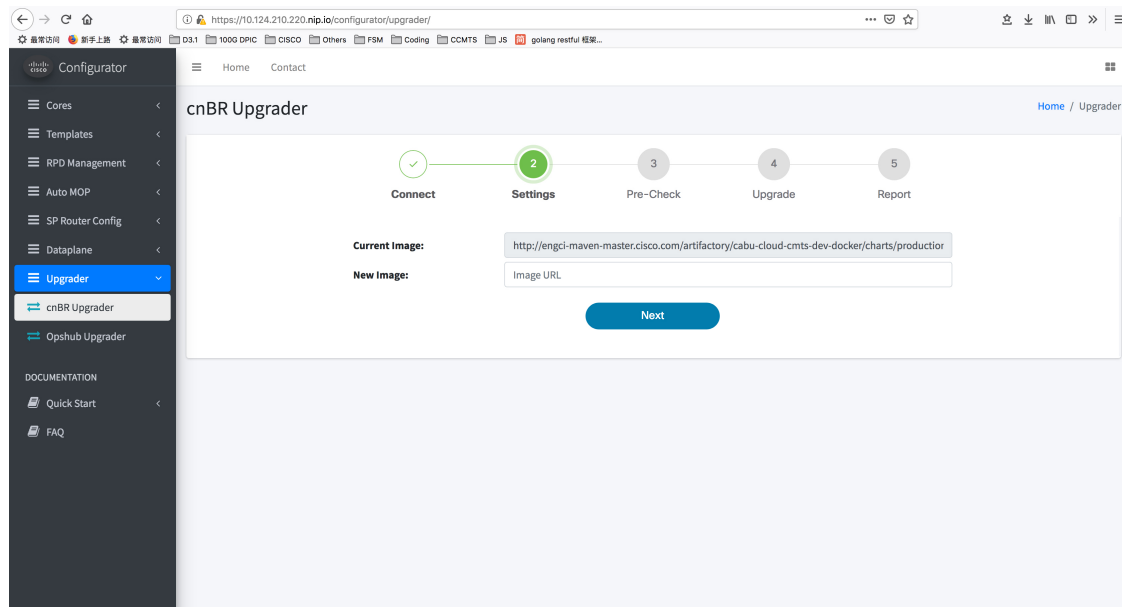 https://10.124.210.220.nip.io/configurator/upgrader/
最常访问 新手上路 最常访问 D3.1 100G DPIC CISCO Others FSM Coding CCMTS JS 简 golang restful 框架...
cisco Configurator
Home Contact
Cores
Templates
RPD Management
Auto MOP
SP Router Config
Dataplane
Upgrader
cnBR Upgrader
Opshub Upgrader
DOCUMENTATION
Quick Start
FAQ
cnBR Upgrader
Home / Upgrader
2 3 4 5
Connect Settings Pre-Check Upgrade Report
Current Image: http://engci-maven-master.cisco.com/artifactory/cabu-cloud-cmts-dev-docker/charts/production
New Image: Image URL
Next